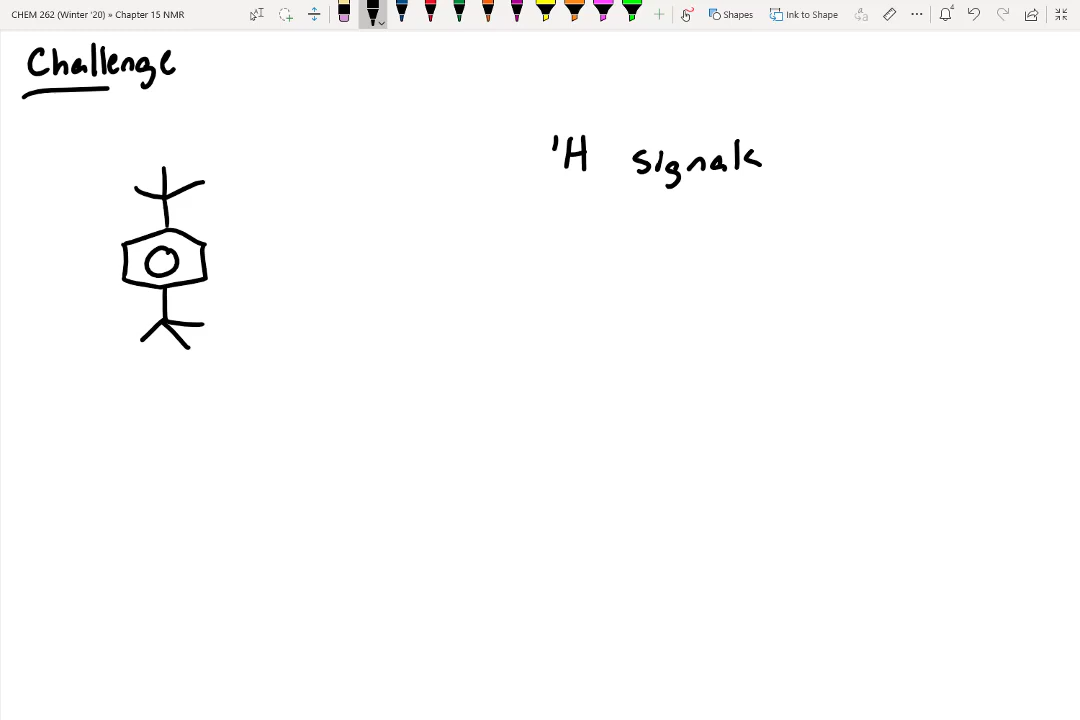 CHEM 262 (Winter '20) » Chapter 15 NMR
Shapes
Ink to Shape
Challenge
¹H signals